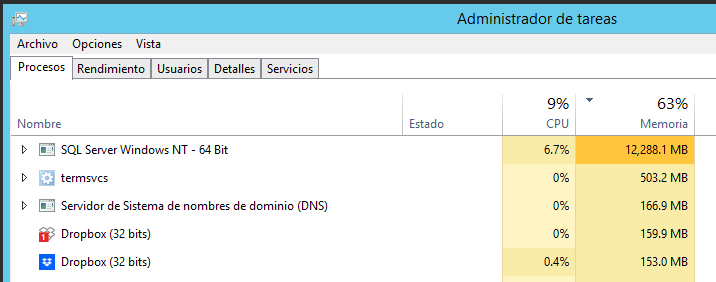 Administrador de tareas
Archivo Opciones Vista
Procesos Rendimiento Usuarios Detalles Servicios
9% 63%
Nombre Estado CPU Memoria
SQL Server Windows NT - 64 Bit 6.7% 12,288.1 MB
termsvcs 0% 503.2 MB
Servidor de Sistema de nombres de dominio (DNS) 0% 166.9 MB
1 Dropbox (32 bits) 0% 159.9 MB
Dropbox (32 bits) 0.4% 153.0 MB